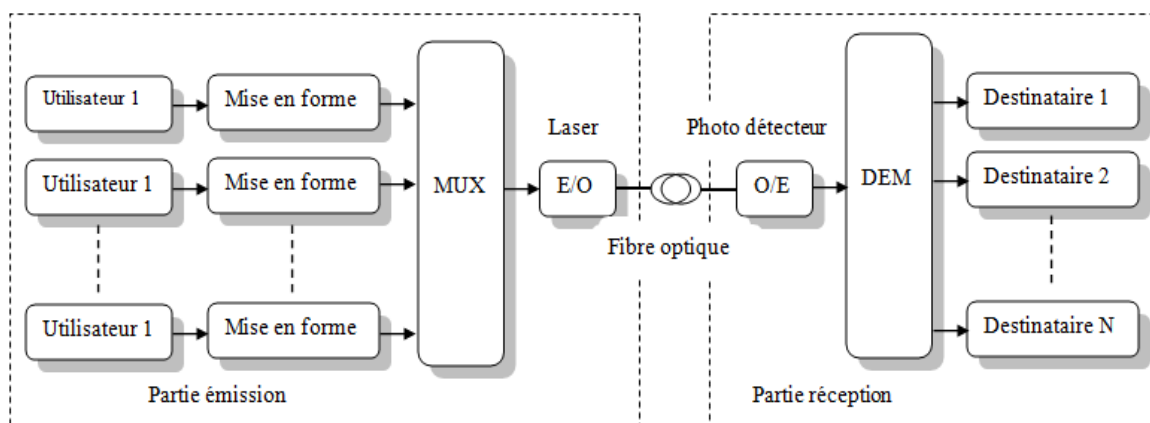 Utilisateur 1
Mise en forme
Utilisateur 1
Mise en forme
Utilisateur 1
Mise en forme
MUX
Laser
E/O
Fibre optique
Photo détecteur
O/E
DEM
Destinataire 1
Destinataire 2
Destinataire N
Partie émission
Partie réception